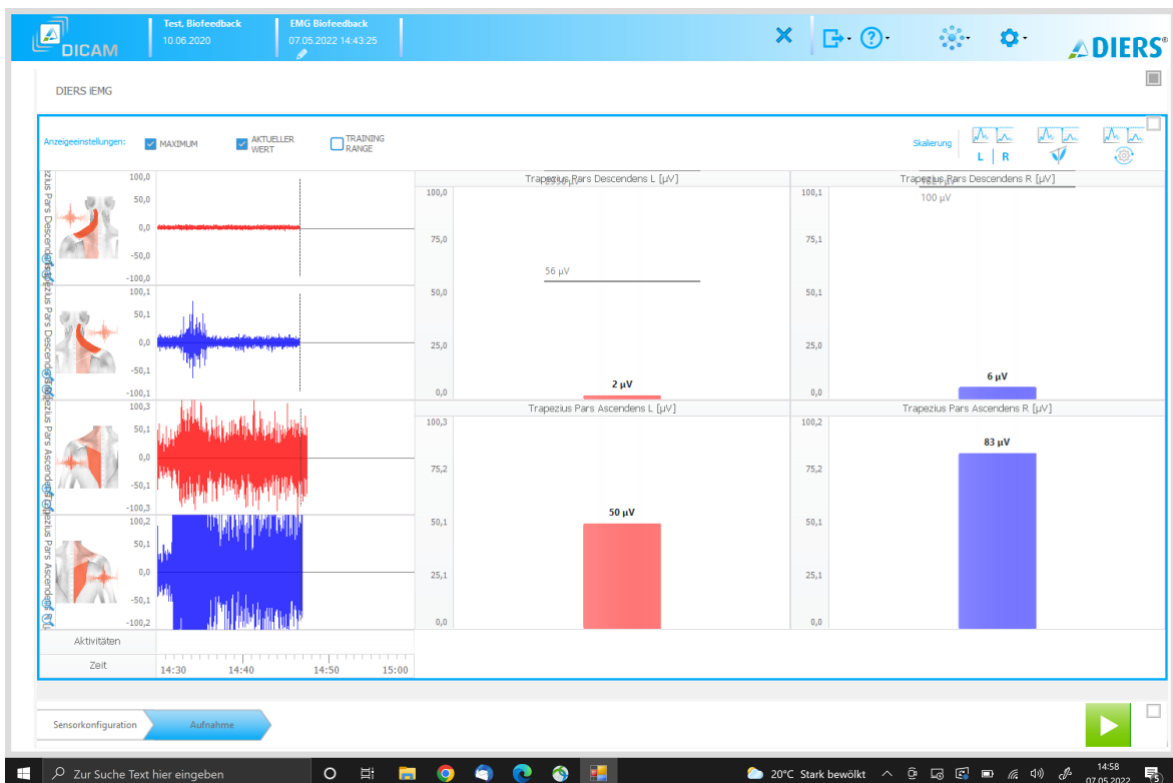 DICAM
Test, Biofeedback
10.06.2020
EMG Biofeedback
07.05.2022 14:43:25
DIERS®
DIERS iEMG
Anzeigeeinstellungen:
MAXIMUM
AKTUELLER
WERT
TRAINING
RANGE
Skalierung
L | R
100,0
50,0
0,0
-50,0
-100,0
100,1
50,1
0,0
-50,1
-100,1
Trapezius Pars Ascendens
100,3
50,1
0,0
-50,1
-100,3
Trapezius Pars Ascendens R
100,2
50,1
0,0
-50,1
-100,2
Trapezius Pars Descendens L [µV]
100,0
75,0
50,0
25,0
0,0
56 µV
2 µV
Trapezius Pars Descendens R [µV]
100 µV
100,1
75,1
50,1
25,0
0,0
6 µV
Trapezius Pars Ascendens L [µV]
100,3
75,2
50,1
25,1
0,0
50 µV
Trapezius Pars Ascendens R [µV]
100,2
75,2
50,1
25,1
0,0
83 µV
Aktivitäten
Zeit
14:30 14:40 14:50 15:00
Sensorkonfiguration
Aufnahme
Zur Suche Text hier eingeben
20°C Stark bewölkt
14:58
07.05.2022